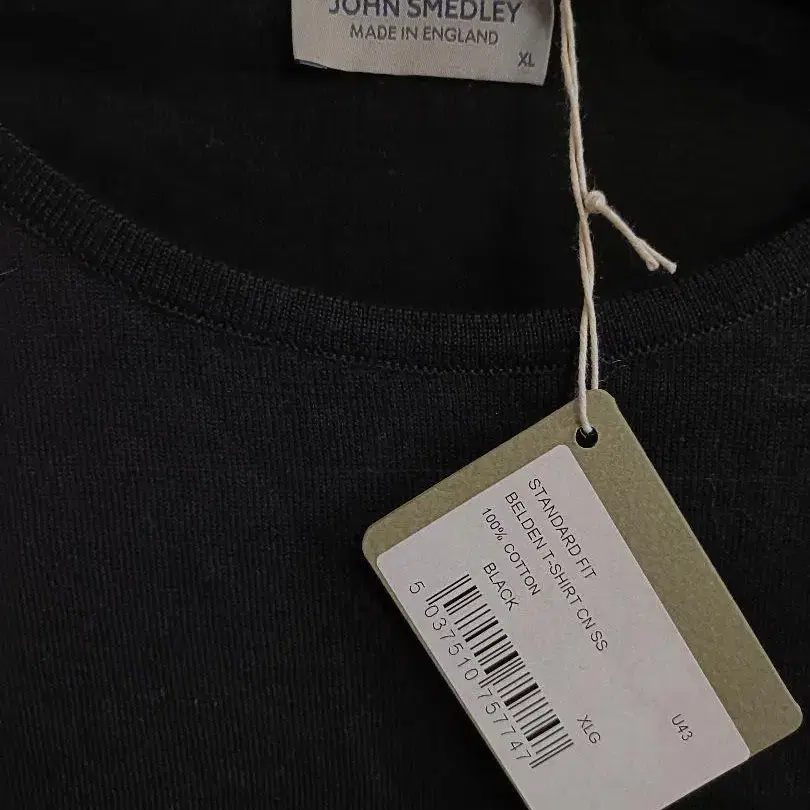 JOHN SMEDLEY
MADE IN ENGLAND
XL
STANDARD FIT
BELDEN T-SHIRT CN SS
100% COTTON
BLACK
5 037510 757747
XLG
U43